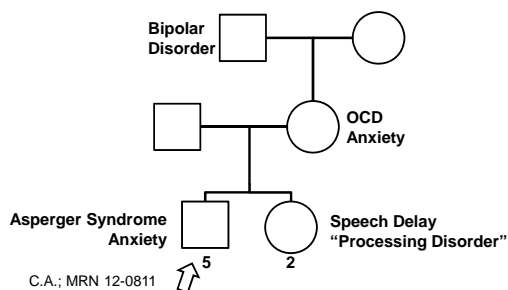 Bipolar
Disorder
OCD
Anxiety
Asperger Syndrome
Anxiety
5
Speech Delay
“Processing Disorder”
2
C.A.; MRN 12-0811